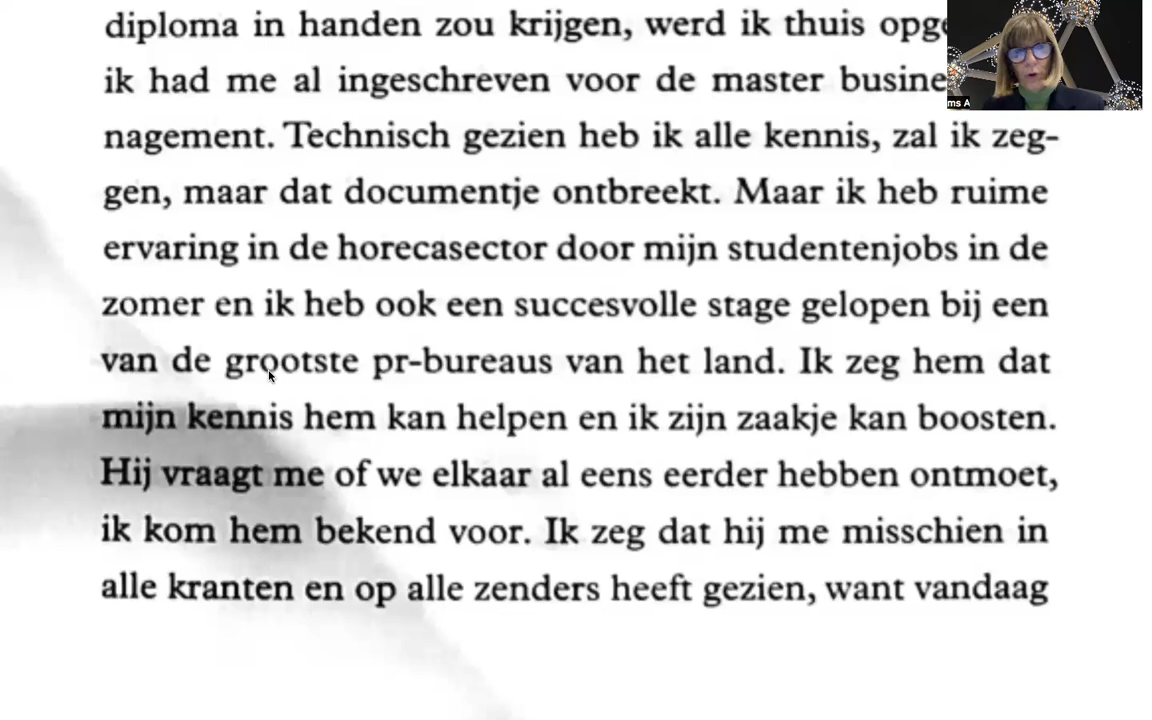 diploma in handen zou krijgen, werd ik thuis opge
ik had me al ingeschreven voor de master busine
nagement. Technisch gezien heb ik alle kennis, zal ik zeg-
gen, maar dat documentje ontbreekt. Maar ik heb ruime
ervaring in de horecasector door mijn studentenjobs in de
zomer en ik heb ook een succesvolle stage gelopen bij een
van de grootste pr-bureaus van het land. Ik zeg hem dat
mijn kennis hem kan helpen en ik zijn zaakje kan boosten.
Hij vraagt me of we elkaar al eens eerder hebben ontmoet,
ik kom hem bekend voor. Ik zeg dat hij me misschien in
alle kranten en op alle zenders heeft gezien, want vandaag
ms A